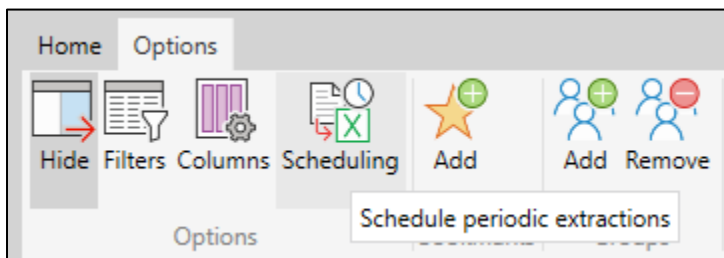 Home Options
Hide Filters Columns Scheduling Add Add Remove
Schedule periodic extractions
Options